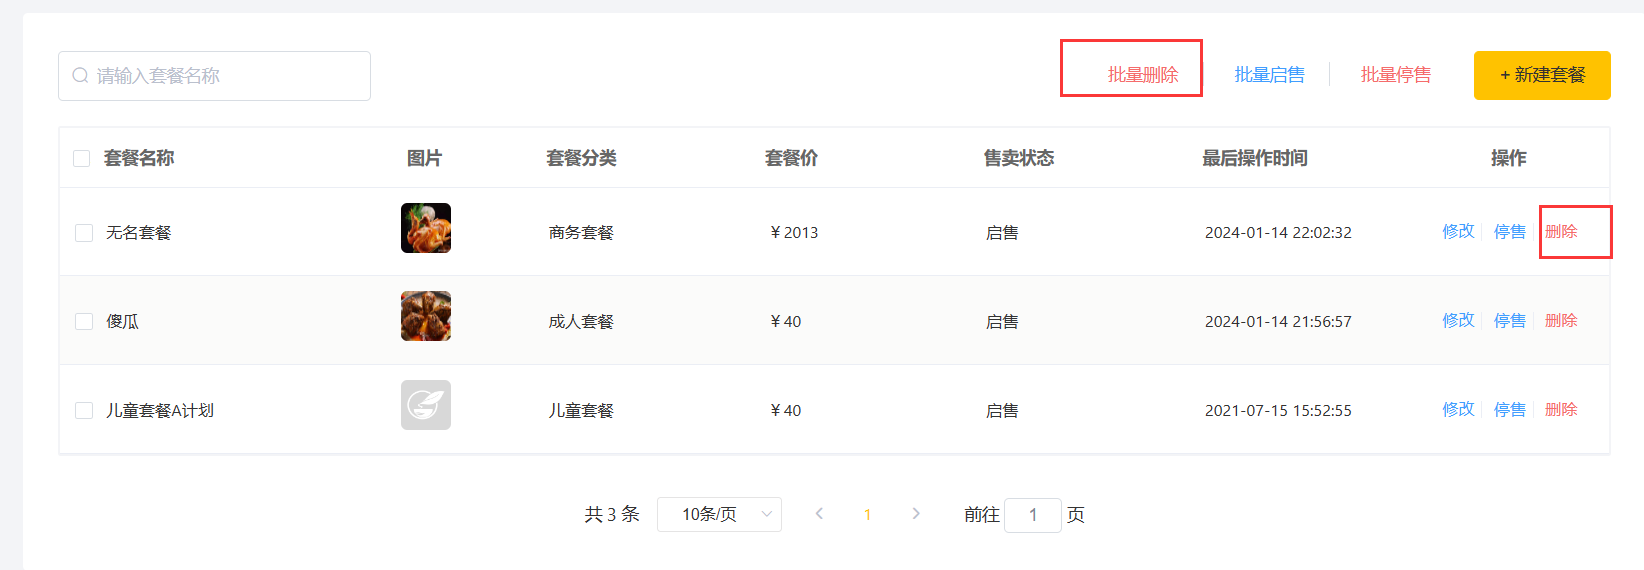 请输入套餐名称 批量删除 批量启售 批量停售 + 新建套餐
套餐名称 图片 套餐分类 套餐价 售卖状态 最后操作时间 操作
无名套餐 商务套餐 ¥ 2013 启售 2024-01-14 22:02:32 修改 停售 删除
傻瓜 成人套餐 ¥ 40 启售 2024-01-14 21:56:57 修改 停售 删除
儿童套餐A计划 儿童套餐 ¥ 40 启售 2021-07-15 15:52:55 修改 停售 删除
共 3 条 10条/页 1 前往 1 页